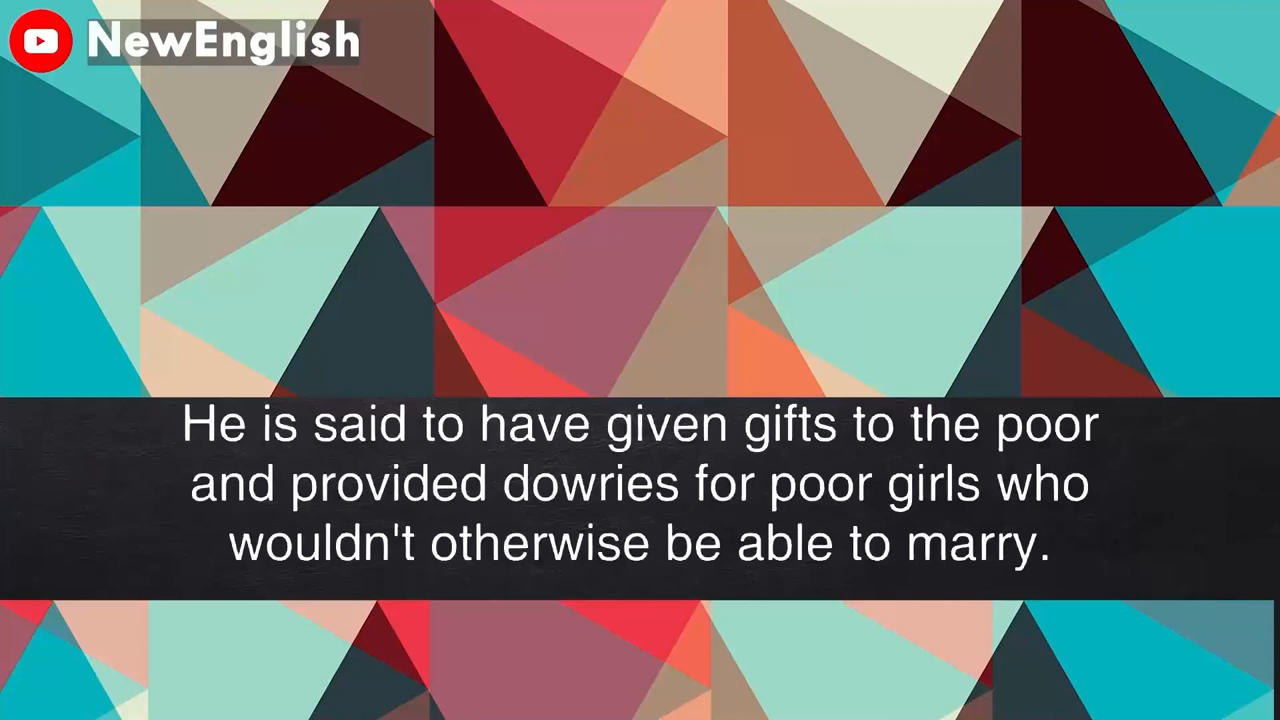 NewEnglish
He is said to have given gifts to the poor
and provided dowries for poor girls who
wouldn't otherwise be able to marry.